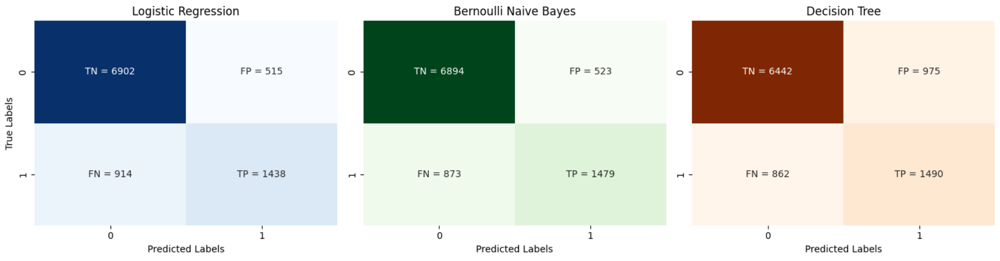 Logistic Regression
TN = 6902
FP = 515
FN = 914
TP = 1438
0
1
True Labels
0
1
Predicted Labels
Bernoulli Naive Bayes
TN = 6894
FP = 523
FN = 873
TP = 1479
0
1
0
1
Predicted Labels
Decision Tree
TN = 6442
FP = 975
FN = 862
TP = 1490
0
1
0
1
Predicted Labels